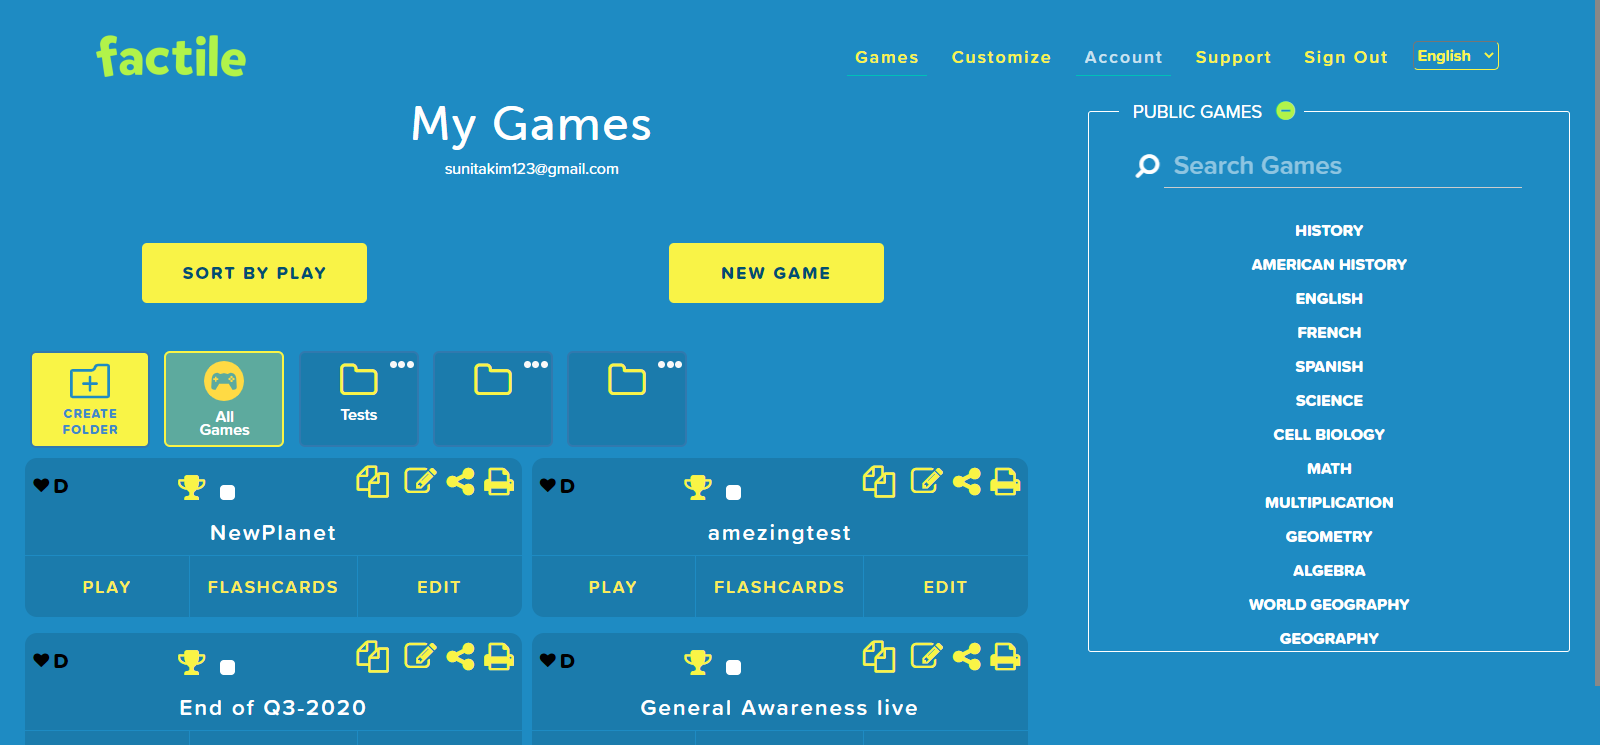 factile
Games
Customize
Account
Support
Sign Out
English
My Games
sunitakim123@gmail.com
SORT BY PLAY
NEW GAME
CREATE
FOLDER
All
Games
Tests
D
NewPlanet
PLAY
FLASHCARDS
EDIT
D
amezingtest
PLAY
FLASHCARDS
EDIT
D
End of Q3-2020
D
General Awareness live
PUBLIC GAMES
Search Games
HISTORY
AMERICAN HISTORY
ENGLISH
FRENCH
SPANISH
SCIENCE
CELL BIOLOGY
MATH
MULTIPLICATION
GEOMETRY
ALGEBRA
WORLD GEOGRAPHY
GEOGRAPHY